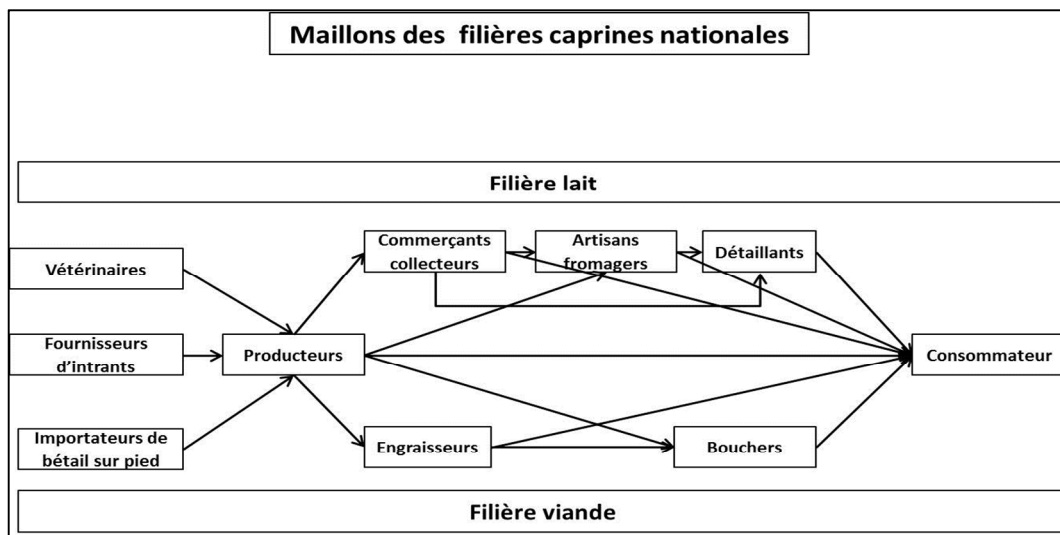 Maillons des filières caprines nationales
Filière lait
Commerçants
collecteurs
Artisans
fromagers
Détaillants
Vétérinaires
Fournisseurs
d’intrants
Producteurs
Consommateur
Importateurs de
bétail sur pied
Engraisseurs
Bouchers
Filière viande